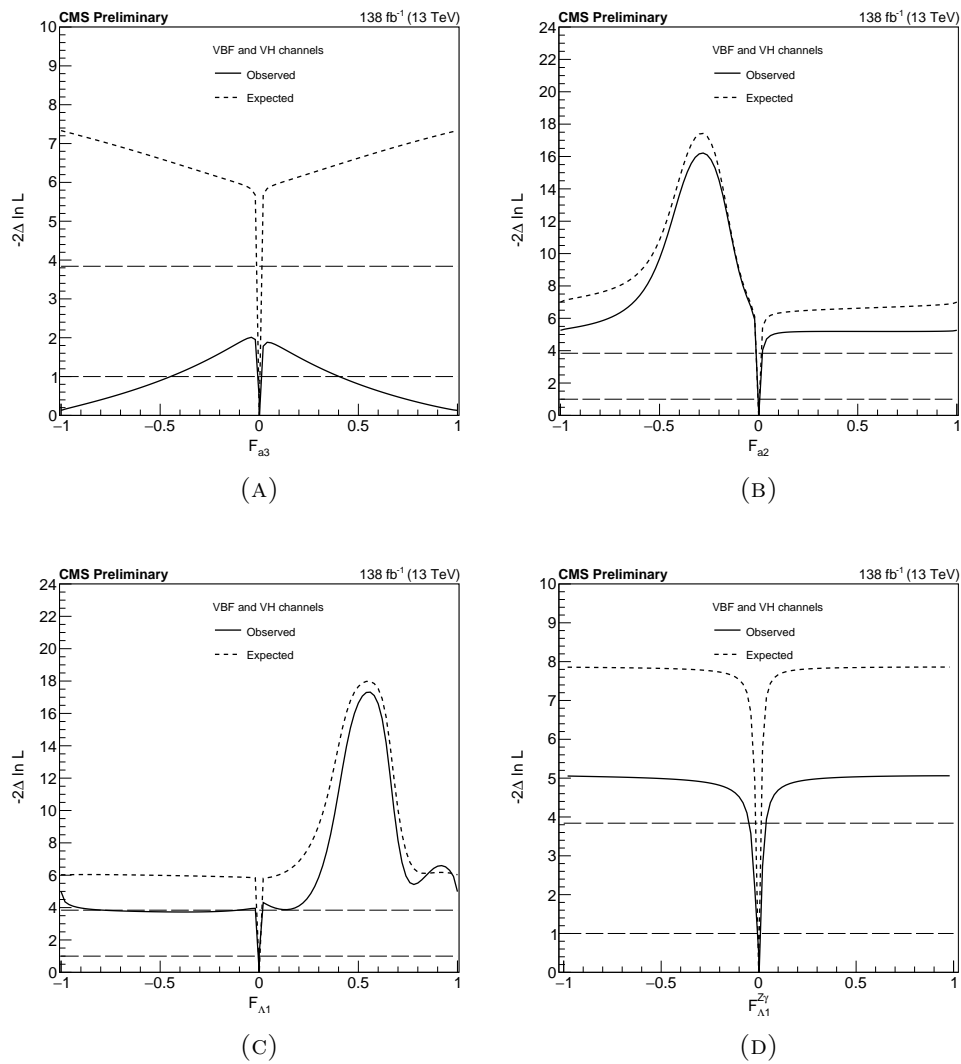 CMS Preliminary 138 fb⁻¹ (13 TeV)
VBF and VH channels
Observed
Expected
-2Δ ln L
10
9
8
7
6
5
4
3
2
1
0
−1 −0.5 0 0.5 1
F_a3
(A)
CMS Preliminary 138 fb⁻¹ (13 TeV)
VBF and VH channels
Observed
Expected
-2Δ ln L
24
22
20
18
16
14
12
10
8
6
4
2
0
−1 −0.5 0 0.5 1
F_a2
(B)
CMS Preliminary 138 fb⁻¹ (13 TeV)
VBF and VH channels
Observed
Expected
-2Δ ln L
24
22
20
18
16
14
12
10
8
6
4
2
0
−1 −0.5 0 0.5 1
F_Λ1
(C)
CMS Preliminary 138 fb⁻¹ (13 TeV)
VBF and VH channels
Observed
Expected
-2Δ ln L
10
9
8
7
6
5
4
3
2
1
0
−1 −0.5 0 0.5 1
F_Λ1^Zγ
(D)